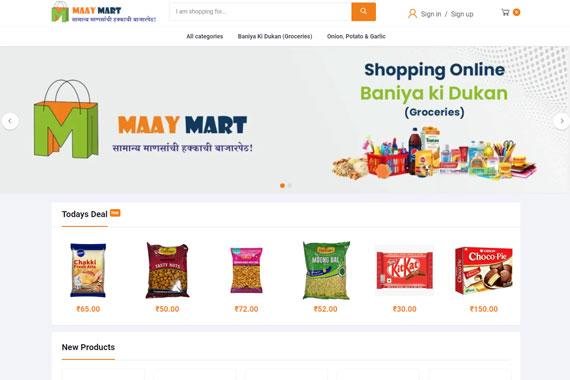 MAAY MART
सामान्य माणसांची हक्काची बाजारपेठ!
I am shopping for...
Sign in / Sign up
0
All categories
Baniya Ki Dukan (Groceries)
Onion, Potato & Garlic
Shopping Online
Baniya ki Dukan
(Groceries)
MAAY MART
सामान्य माणसांची हक्काची बाजारपेठ!
Todays Deal
Chakki
Fresh Atta
TASTY NUTS
MOONG DAL
KitKat
ORION
Choco-Pie
₹65.00
₹50.00
₹72.00
₹52.00
₹30.00
₹150.00
New Products